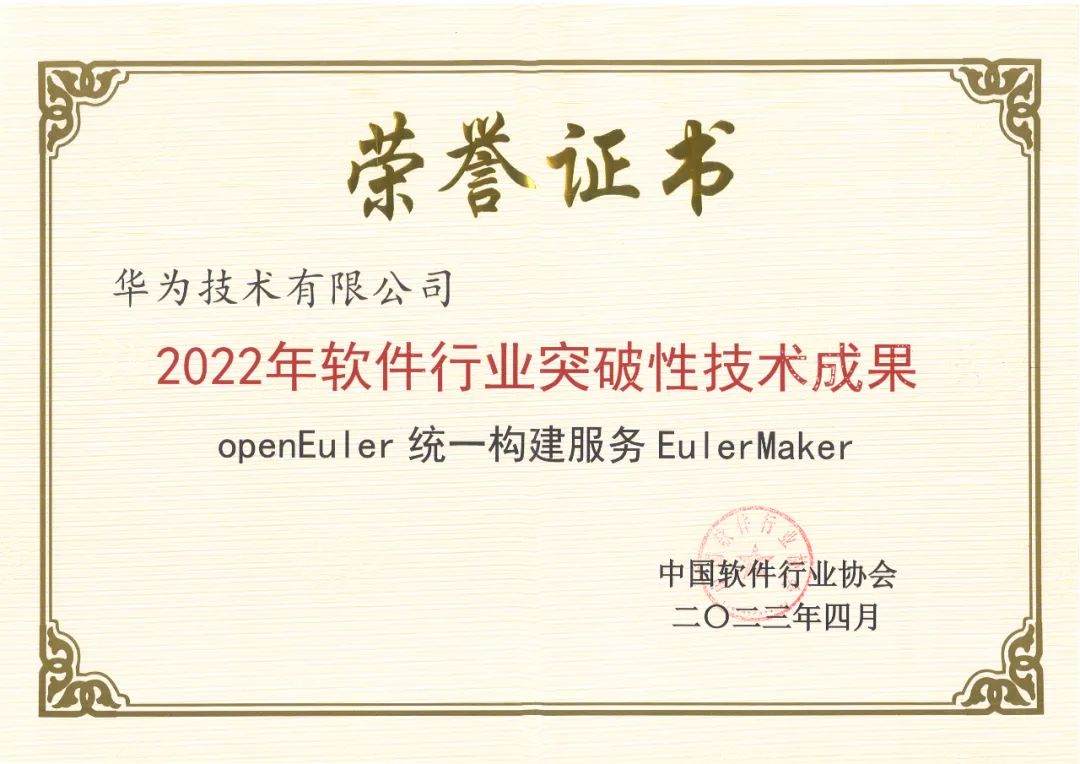 荣誉证书
华为技术有限公司
2022年软件行业突破性技术成果
openEuler 统一构建服务 EulerMaker
中国软件行业协会
二〇二三年四月